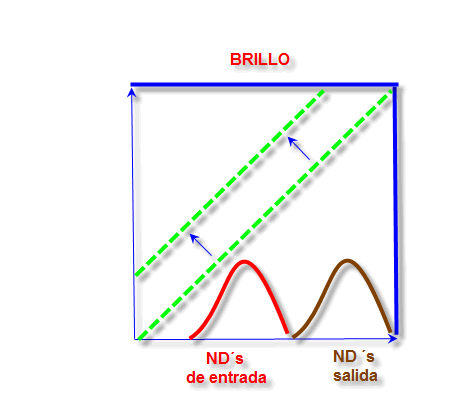 BRILLO
ND´s
de entrada
ND ´s
salida